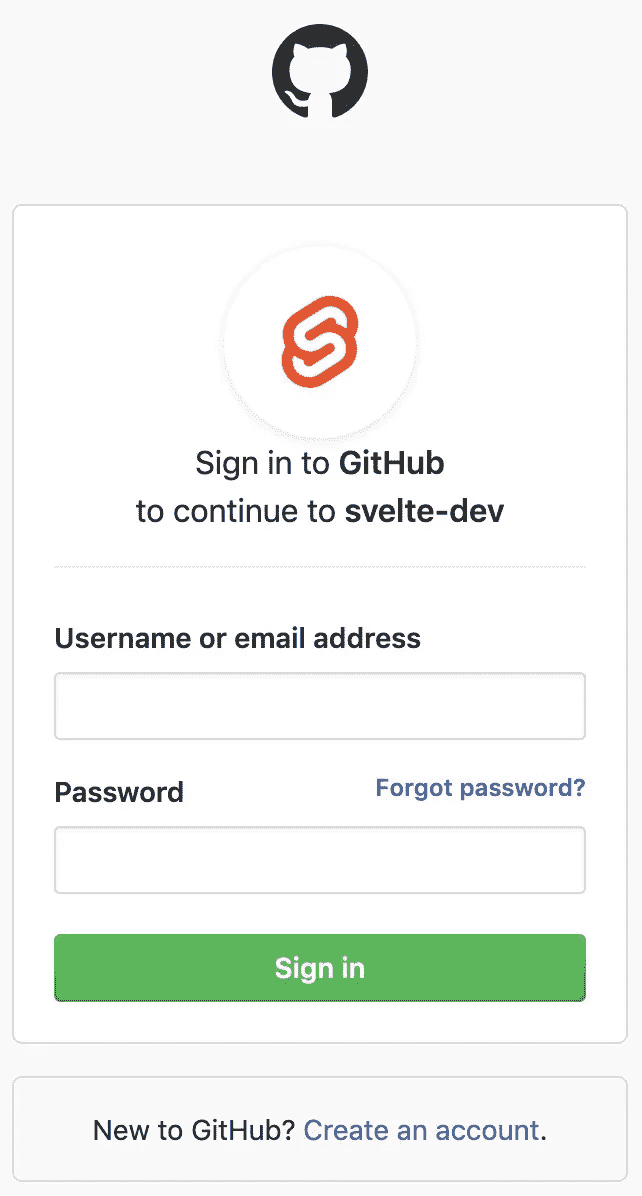 Sign in to GitHub
to continue to svelte-dev
Username or email address
Password
Forgot password?
Sign in
New to GitHub? Create an account.